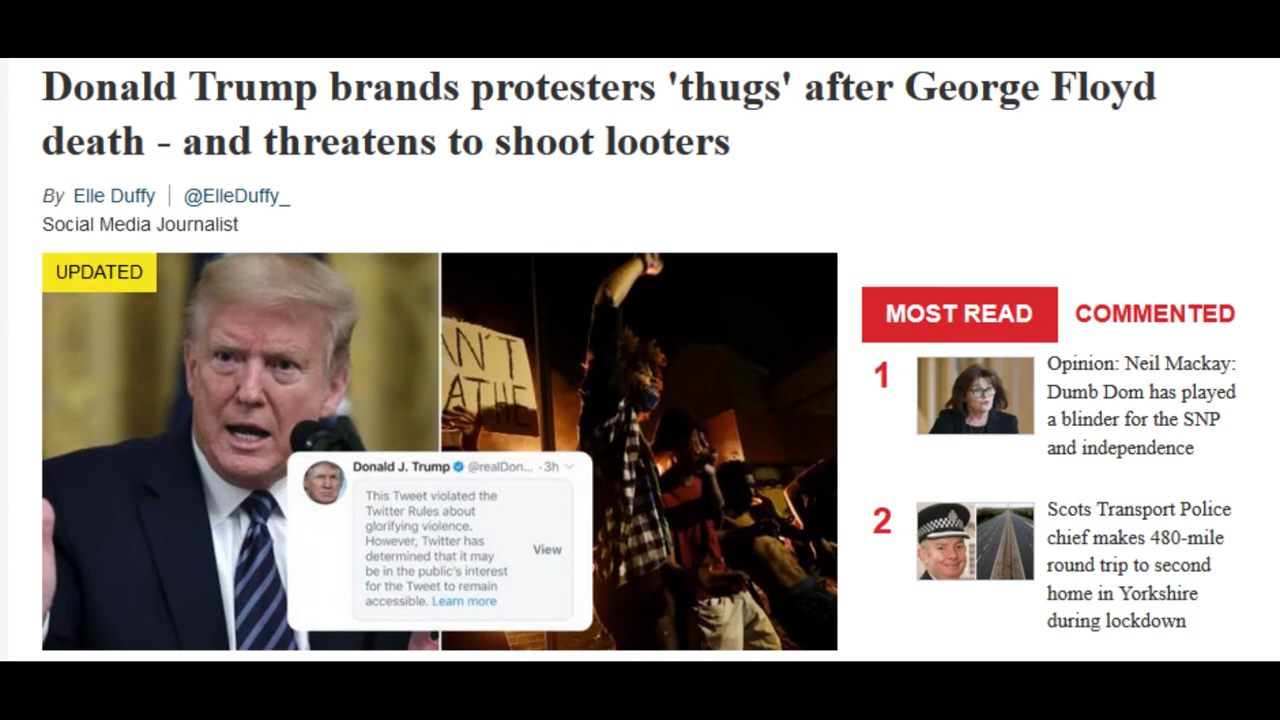 Donald Trump brands protesters 'thugs' after George Floyd
death - and threatens to shoot looters
By Elle Duffy | @ElleDuffy_
Social Media Journalist
UPDATED
AN'T
ATHE
Donald J. Trump @realDon... · 3h
This Tweet violated the
Twitter Rules about
glorifying violence.
However, Twitter has
determined that it may
be in the public's interest
for the Tweet to remain
accessible. Learn more
View
MOST READ
COMMENTED
1
Opinion: Neil Mackay:
Dumb Dom has played
a blinder for the SNP
and independence
2
Scots Transport Police
chief makes 480-mile
round trip to second
home in Yorkshire
during lockdown